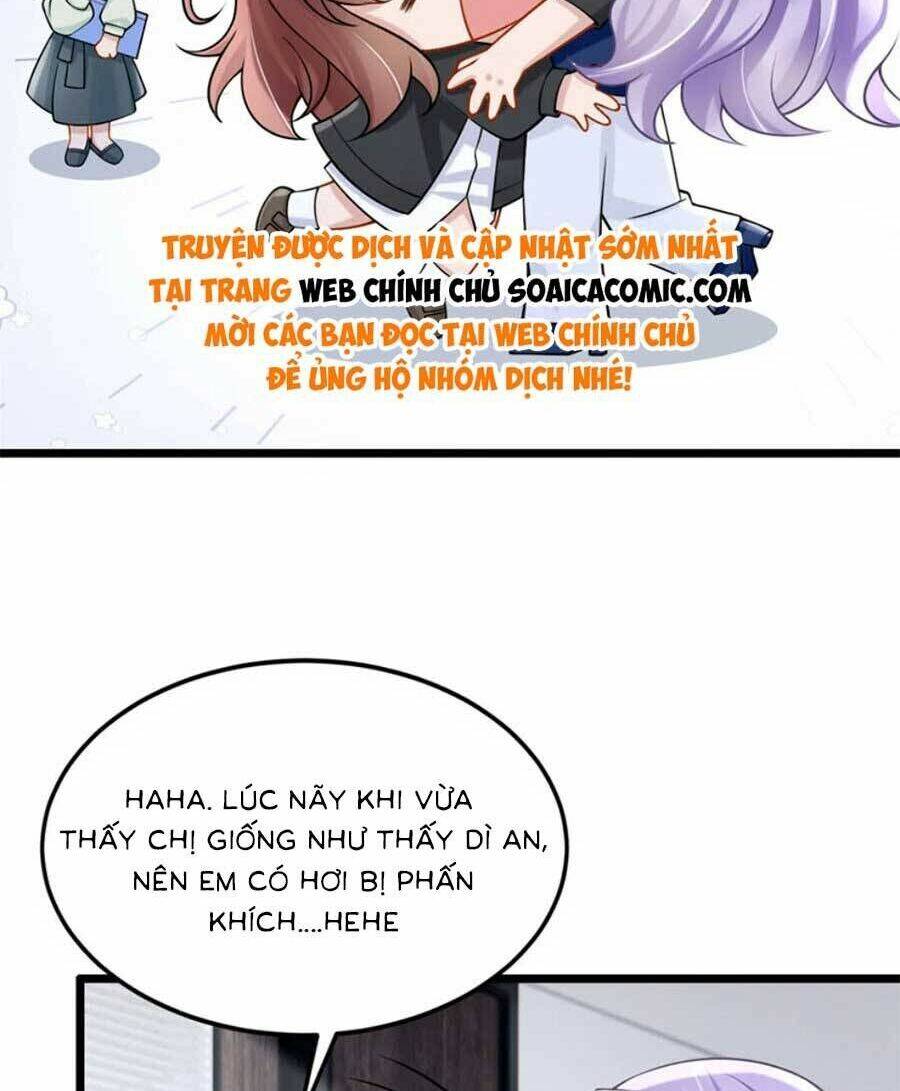 TRUYỆN ĐƯỢC DỊCH VÀ CẬP NHẬT SỚM NHẤT
TẠI TRANG WEB CHÍNH CHỦ SOAICACOMIC.COM
MỜI CÁC BẠN ĐỌC TẠI WEB CHÍNH CHỦ
ĐỂ ỦNG HỘ NHÓM DỊCH NHÉ!
HAHA. LÚC NÃY KHI VỪA
THẤY CHỊ GIỐNG NHƯ THẤY DÌ AN,
NÊN EM CÓ HƠI BỊ PHẤN
KHÍCH....HEHE